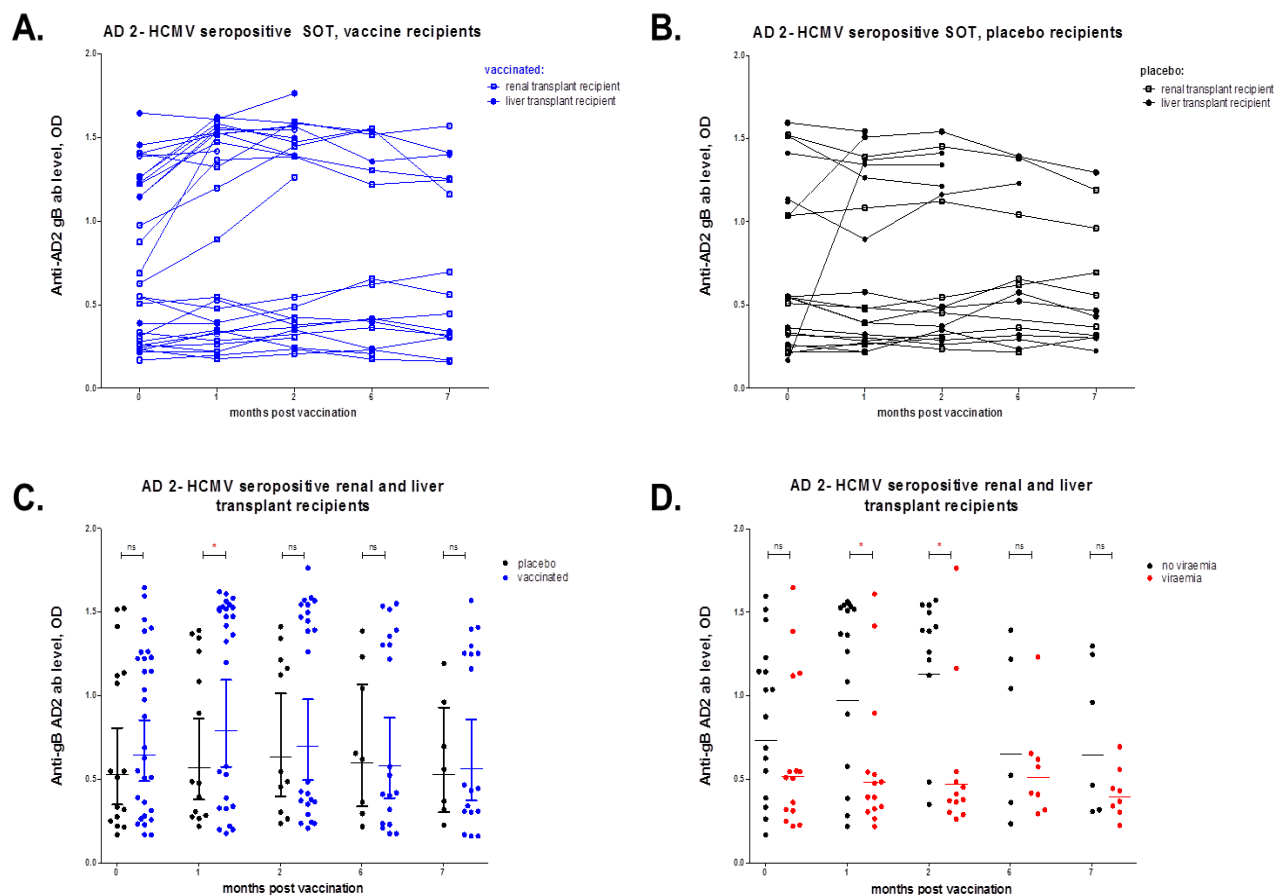 A.
AD 2- HCMV seropositive SOT, vaccine recipients
2.0
1.5
1.0
0.5
0.0
Anti-AD2 gB ab level, OD
vaccinated:
renal transplant recipient
liver transplant recipient
0 1 2 6 7
months post vaccination
B.
AD 2- HCMV seropositive SOT, placebo recipients
2.0
1.5
1.0
0.5
0.0
Anti-AD2 gB ab level, OD
placebo:
renal transplant recipient
liver transplant recipient
0 1 2 6 7
months post vaccination
C.
AD 2- HCMV seropositive renal and liver
transplant recipients
2.0
1.5
1.0
0.5
0.0
Anti-gB AD2 ab level, OD
ns * ns ns ns
placebo
vaccinated
0 1 2 6 7
months post vaccination
D.
AD 2- HCMV seropositive renal and liver
transplant recipients
2.0
1.5
1.0
0.5
0.0
Anti-gB AD2 ab level, OD
ns * * ns ns
no viraemia
viraemia
0 1 2 6 7
months post vaccination